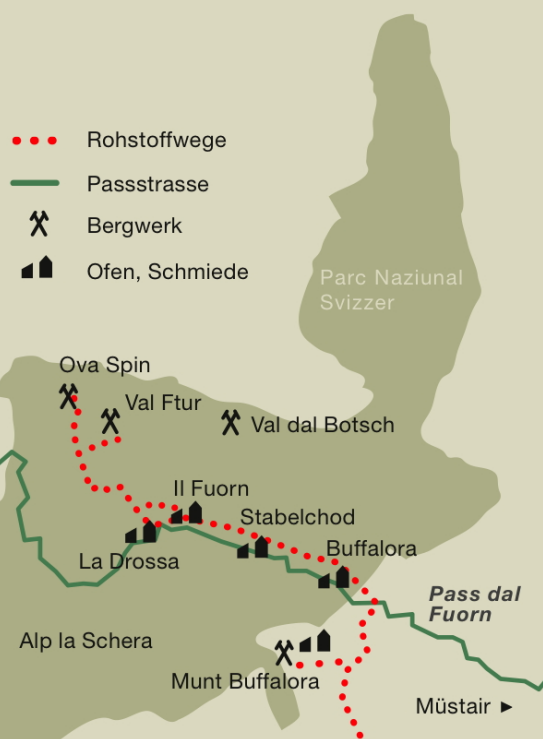 Rohstoffwege
Passstrasse
Bergwerk
Ofen, Schmiede
Parc Naziunal
Svizzer
Ova Spin
Val Ftur
Val dal Botsch
Il Fuorn
Stabelchod
Buffalora
La Drossa
Pass dal
Fuorn
Alp la Schera
Munt Buffalora
Müstair ►